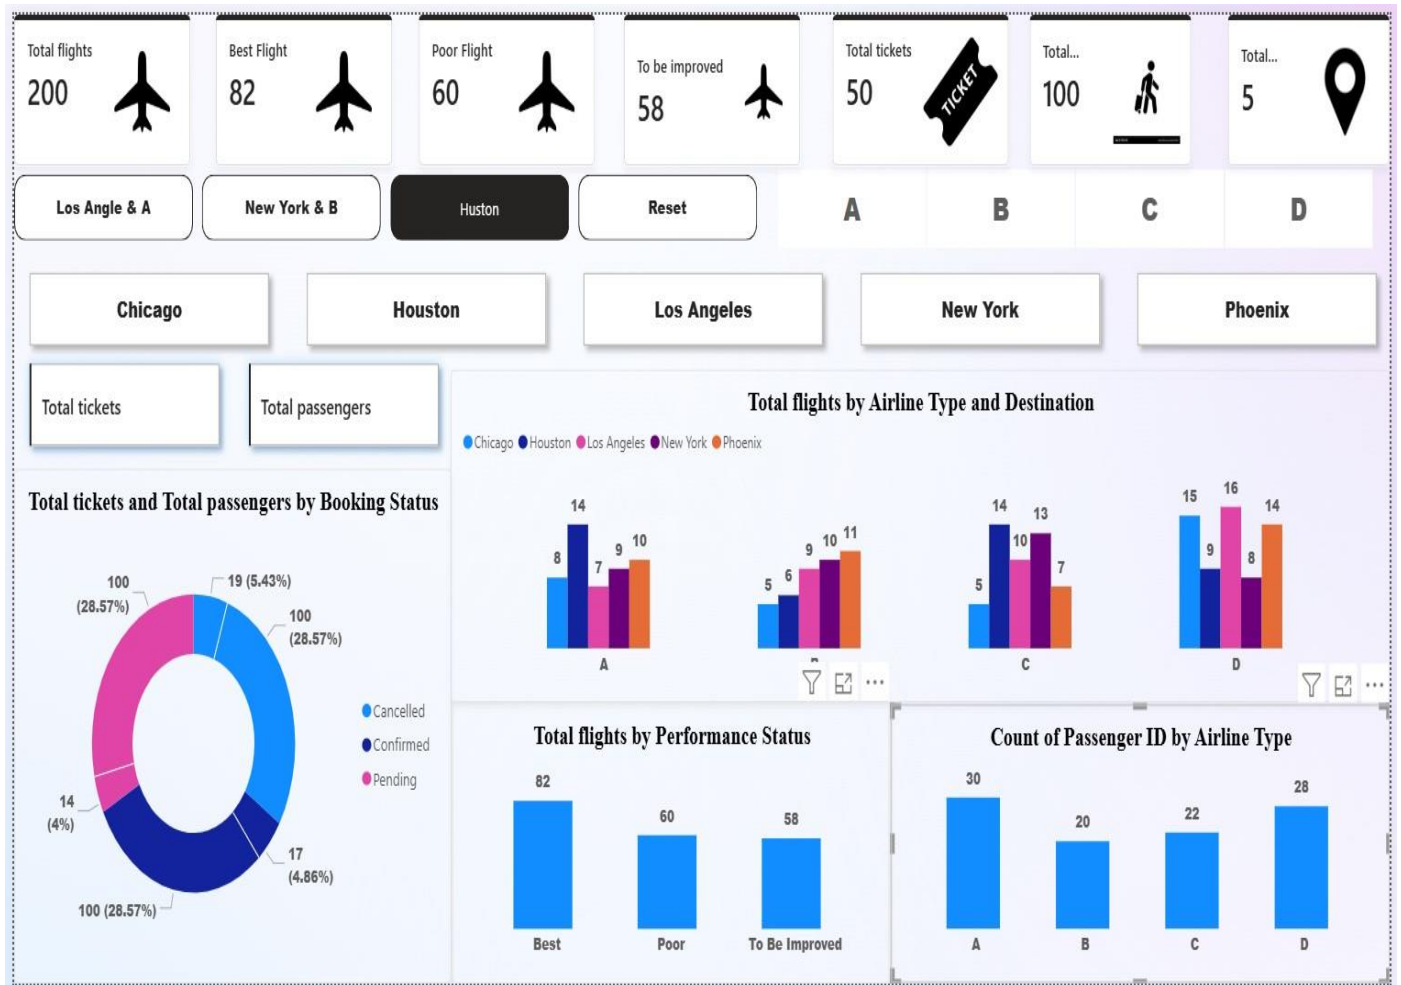 Total flights
200
Best Flight
82
Poor Flight
60
To be improved
58
Total tickets
50
TICKET
Total...
100
Total...
5
Los Angle & A
New York & B
Huston
Reset
A
B
C
D
Chicago
Houston
Los Angeles
New York
Phoenix
Total tickets
Total passengers
Total flights by Airline Type and Destination
Chicago Houston Los Angeles New York Phoenix
8
14
7
9
10
A
5
6
9
10
11
5
14
10
13
7
C
15
9
16
8
14
D
Total tickets and Total passengers by Booking Status
100
(28.57%)
19 (5.43%)
100
(28.57%)
14
(4%)
17
(4.86%)
100 (28.57%)
Cancelled
Confirmed
Pending
Total flights by Performance Status
82
60
58
Best
Poor
To Be Improved
Count of Passenger ID by Airline Type
30
20
22
28
A
B
C
D